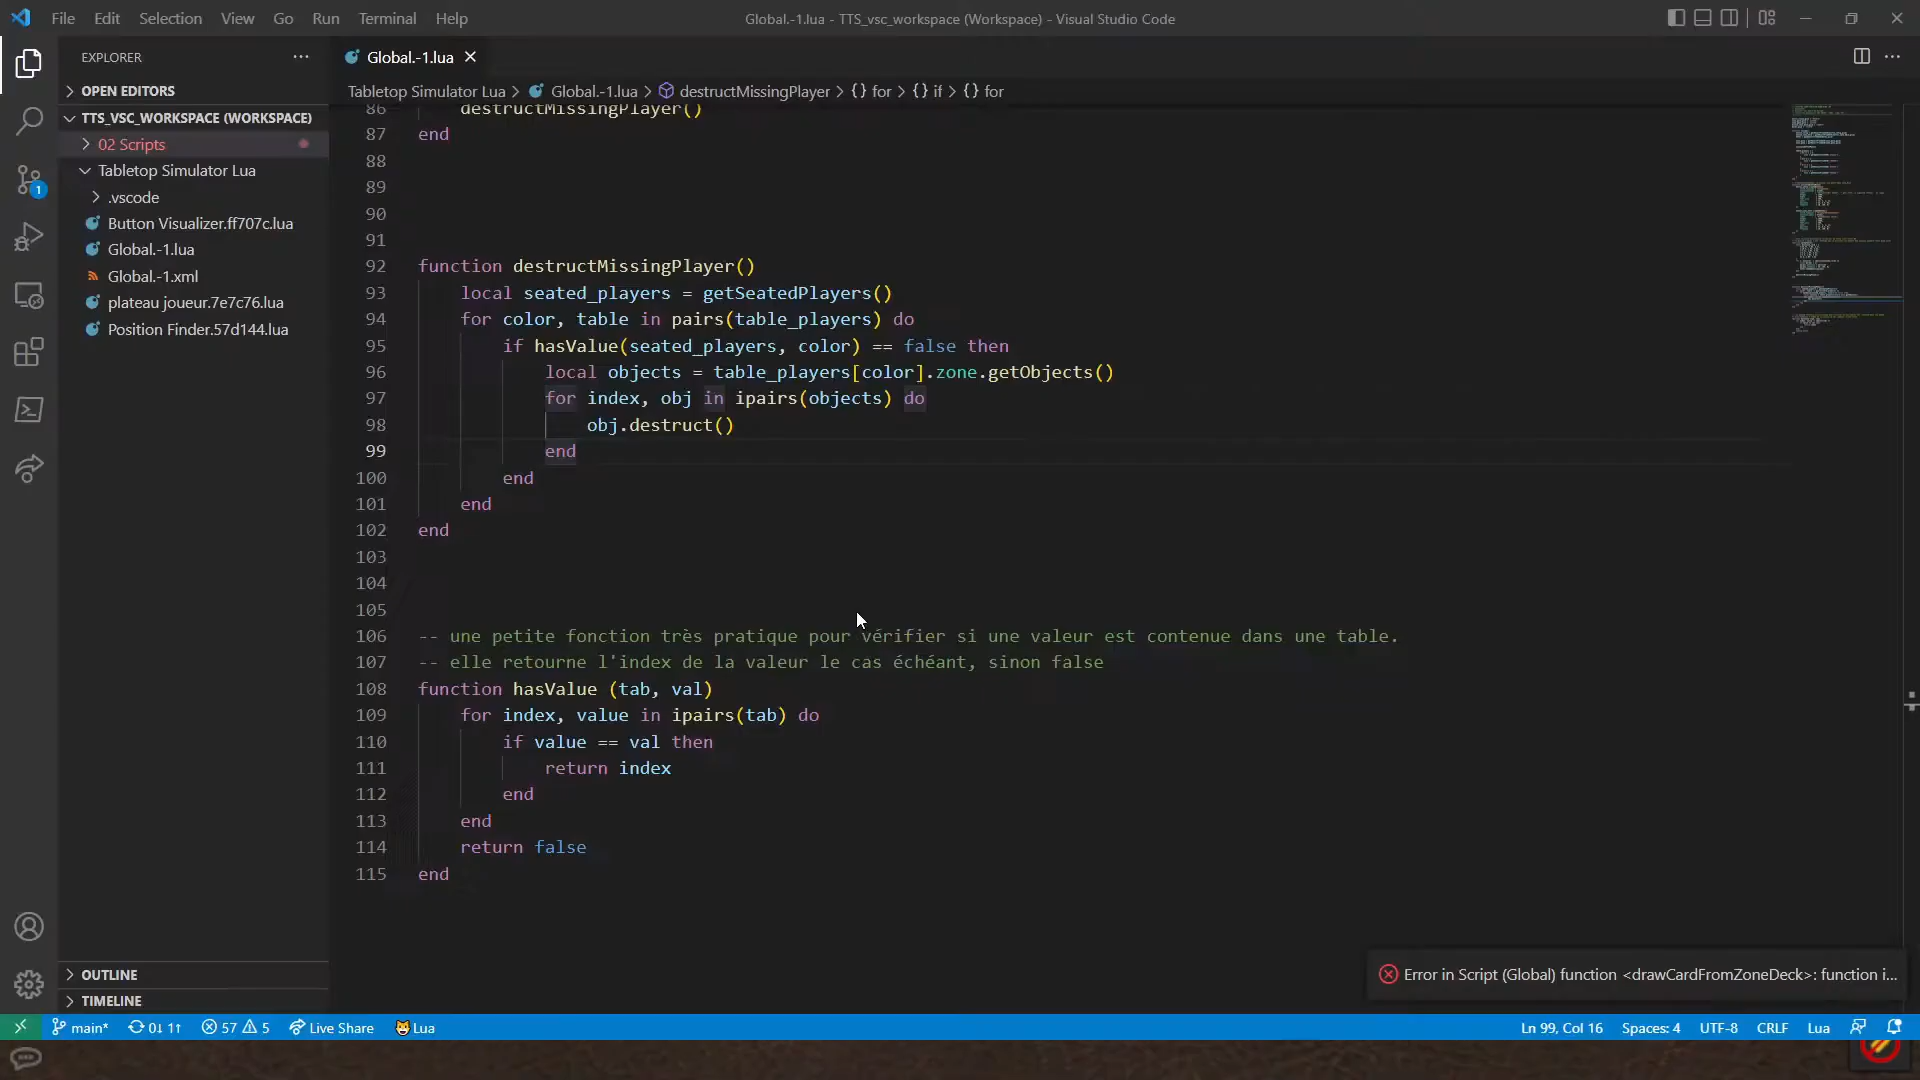 File Edit Selection View Go Run Terminal Help
Global.-1.lua - TTS_vsc_workspace (Workspace) - Visual Studio Code
EXPLORER
OPEN EDITORS
TTS_VSC_WORKSPACE (WORKSPACE)
02 Scripts
Tabletop Simulator Lua
.vscode
Button Visualizer.ff707c.lua
Global.-1.lua
Global.-1.xml
plateau joueur.7e7c76.lua
Position Finder.57d144.lua
OUTLINE
TIMELINE
1
Global.-1.lua
Tabletop Simulator Lua > Global.-1.lua > destructMissingPlayer > {} for > {} if > {} for
86 destructMissingPlayer()
87 end
88
89
90
91
92 function destructMissingPlayer()
93 local seated_players = getSeatedPlayers()
94 for color, table in pairs(table_players) do
95 if hasValue(seated_players, color) == false then
96 local objects = table_players[color].zone.getObjects()
97 for index, obj in ipairs(objects) do
98 obj.destruct()
99 end
100 end
101 end
102 end
103
104
105
106 -- une petite fonction très pratique pour vérifier si une valeur est contenue dans une table.
107 -- elle retourne l'index de la valeur le cas échéant, sinon false
108 function hasValue (tab, val)
109 for index, value in ipairs(tab) do
110 if value == val then
111 return index
112 end
113 end
114 return false
115 end
Error in Script (Global) function <drawCardFromZoneDeck>: function i...
main* 0↓ 1↑ 57 5 Live Share Lua
Ln 99, Col 16 Spaces: 4 UTF-8 CRLF Lua